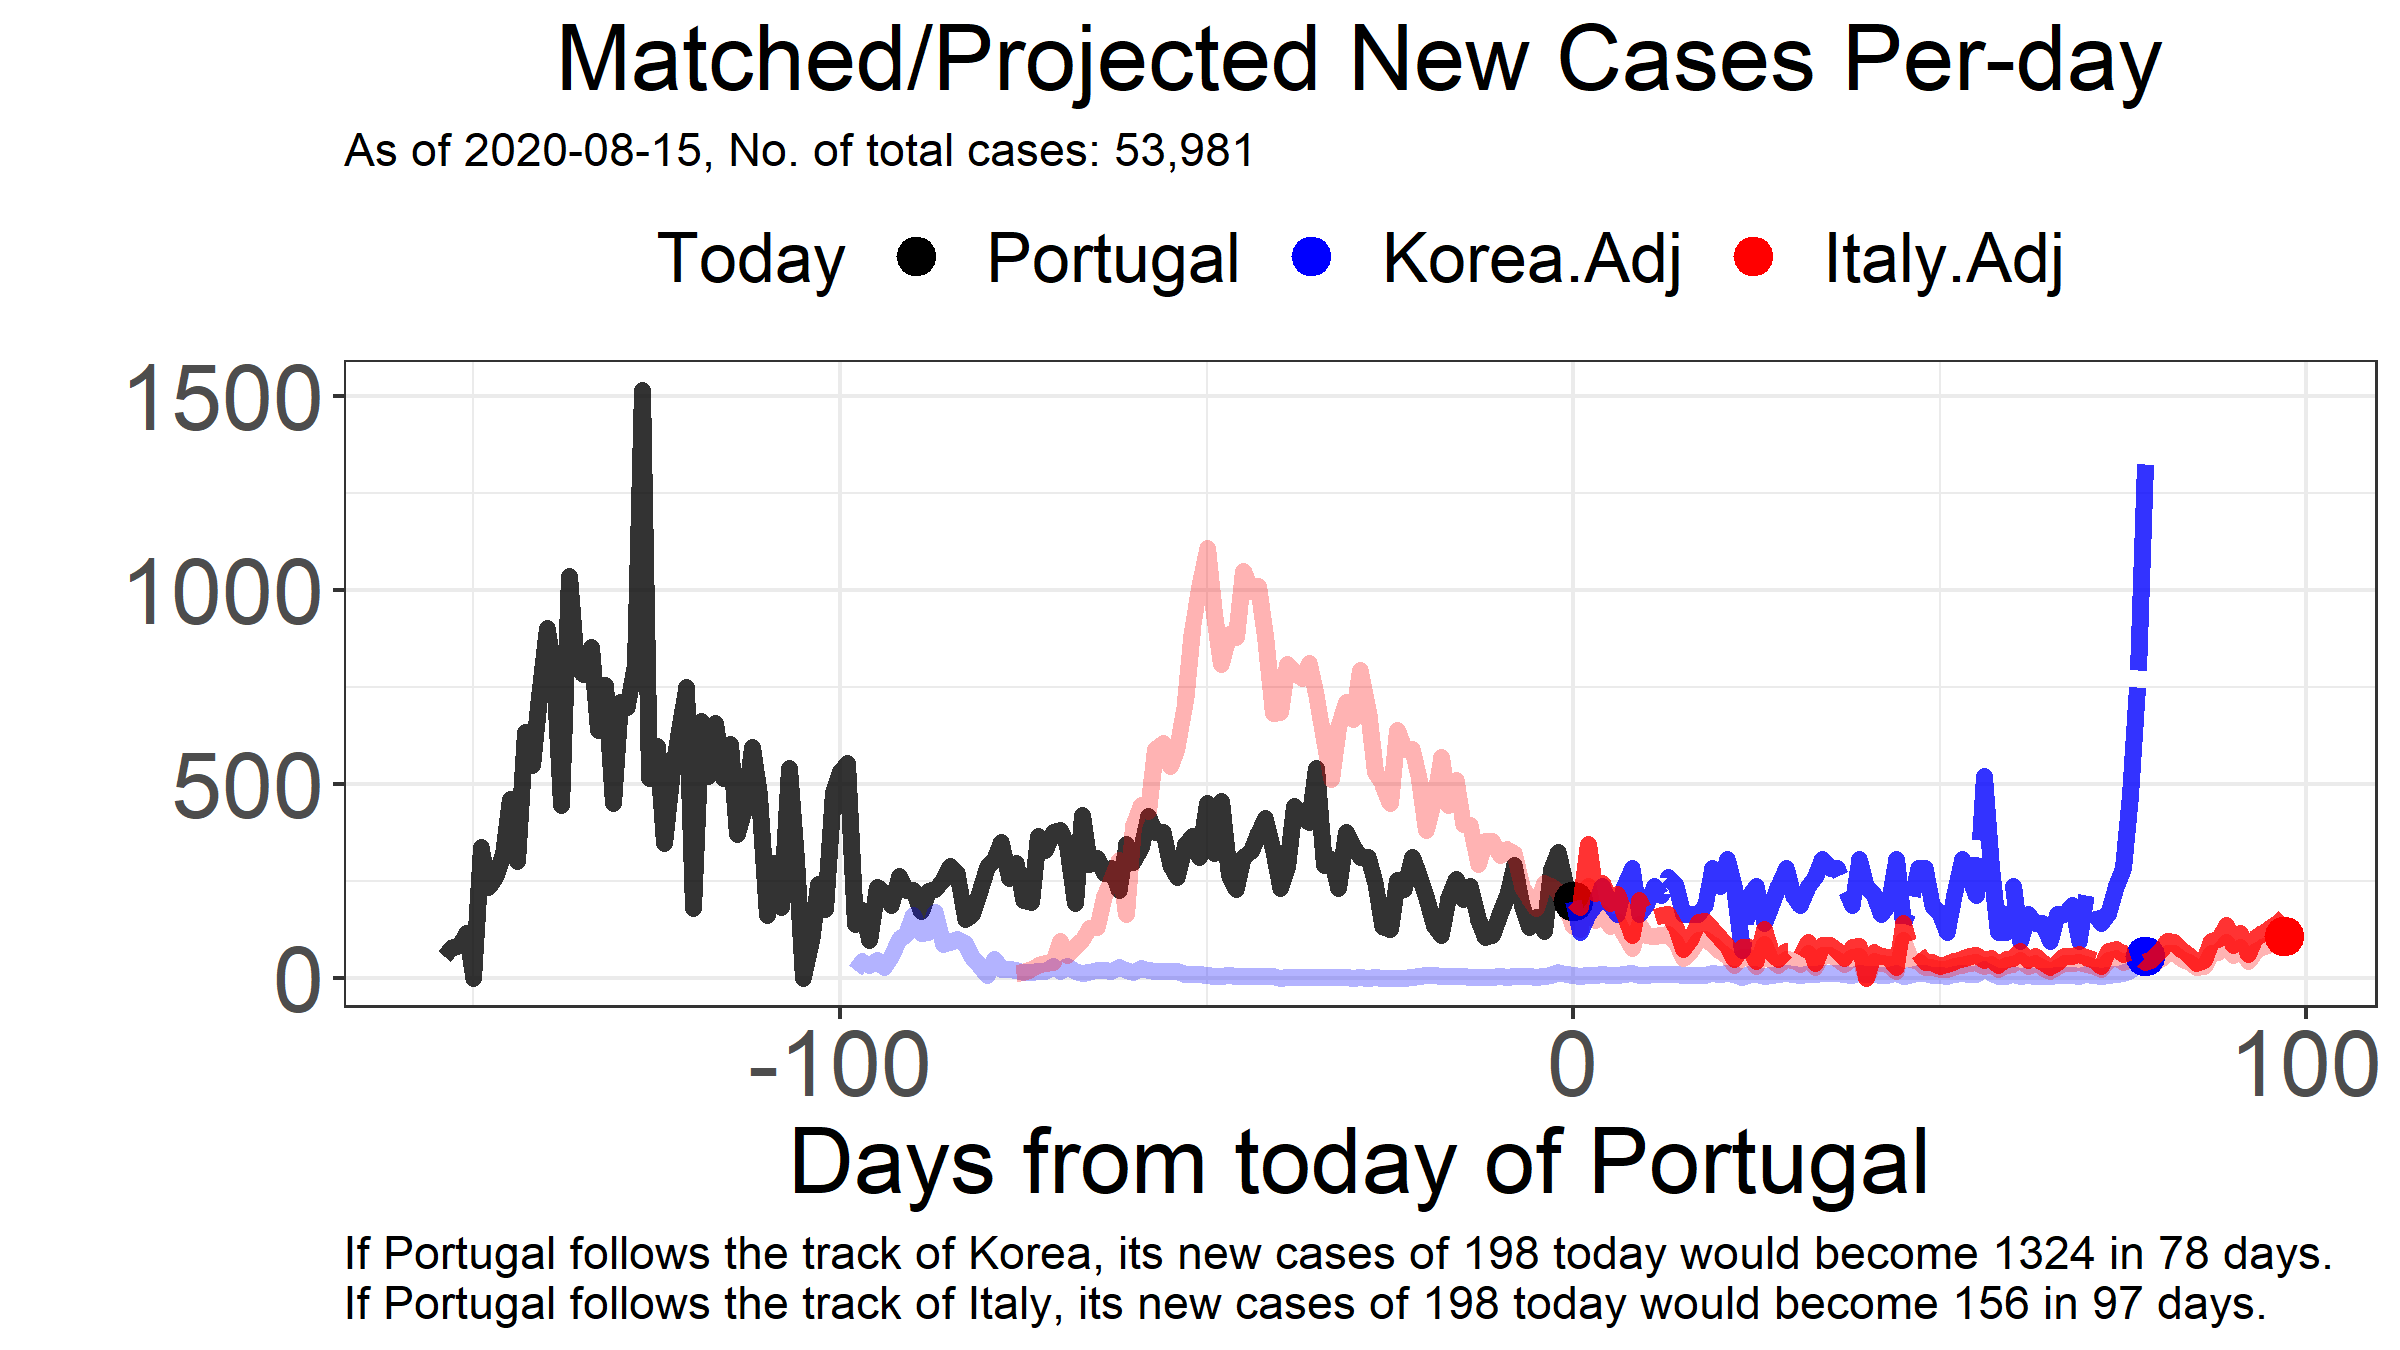 Matched/Projected New Cases Per-day
As of 2020-08-15, No. of total cases: 53,981
Today Portugal Korea.Adj Italy.Adj
1500
1000
500
0
-100 0 100
Days from today of Portugal
If Portugal follows the track of Korea, its new cases of 198 today would become 1324 in 78 days.
If Portugal follows the track of Italy, its new cases of 198 today would become 156 in 97 days.